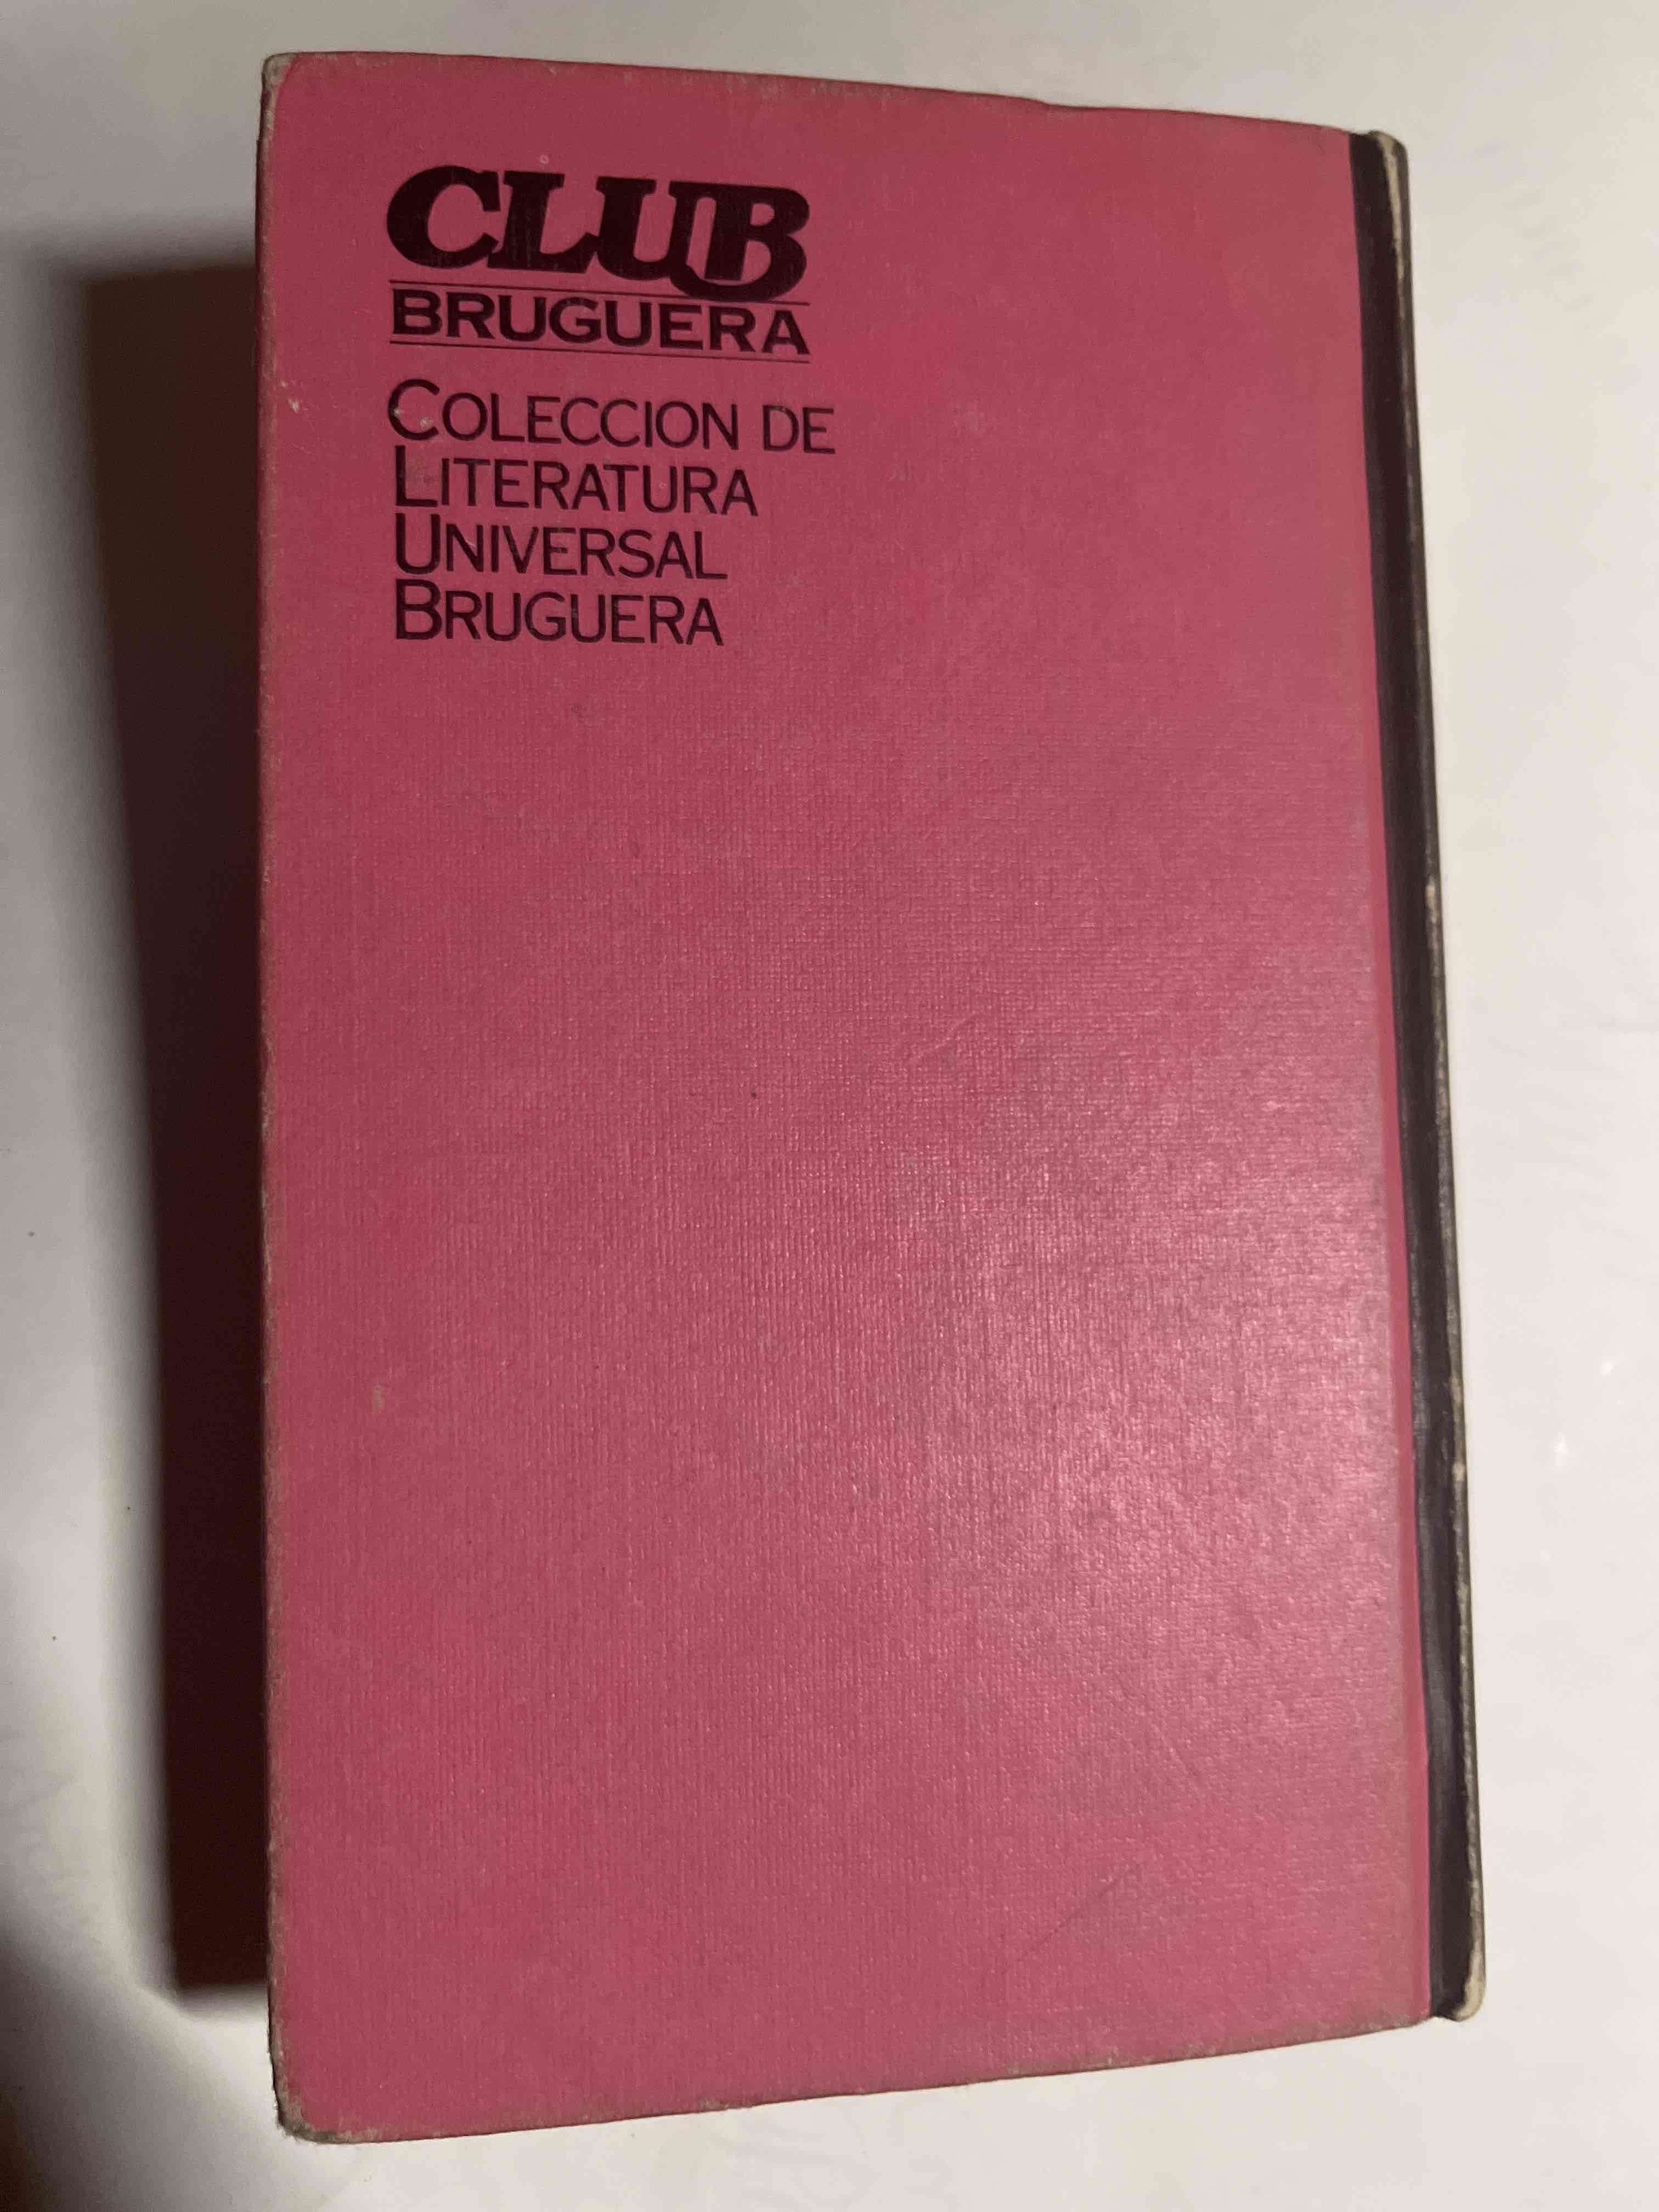 CLUB
BRUGUERA
COLECCION DE
LITERATURA
UNIVERSAL
BRUGUERA